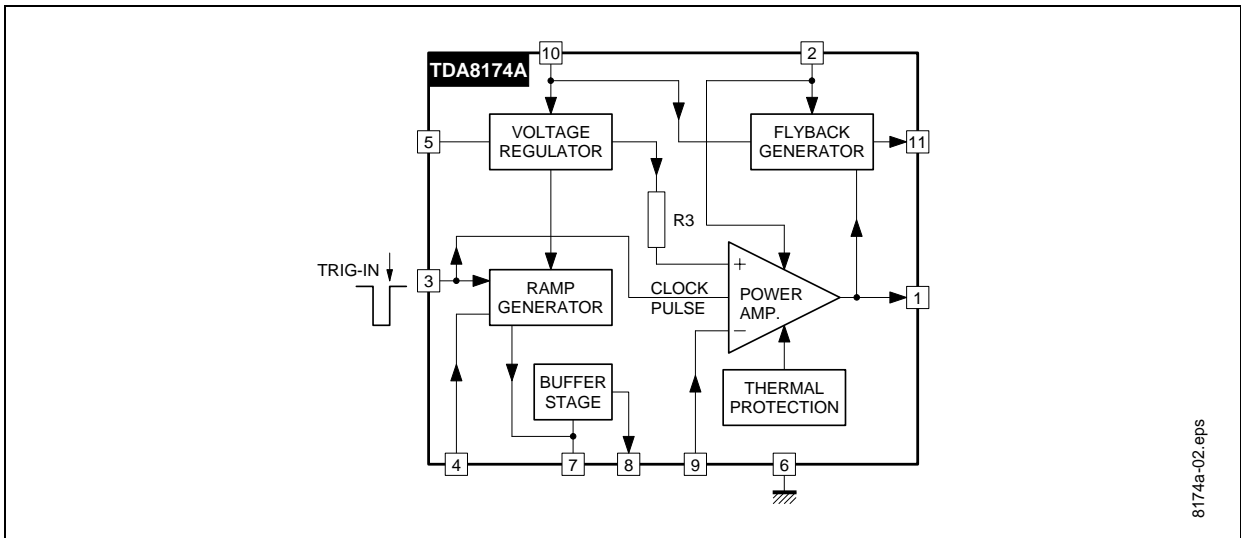 TDA8174A
10
2
5
VOLTAGE
REGULATOR
FLYBACK
GENERATOR
11
R3
TRIG-IN
3
RAMP
GENERATOR
CLOCK
PULSE
+
POWER
AMP.
−
1
BUFFER
STAGE
THERMAL
PROTECTION
4
7
8
9
6
8174a-02.eps